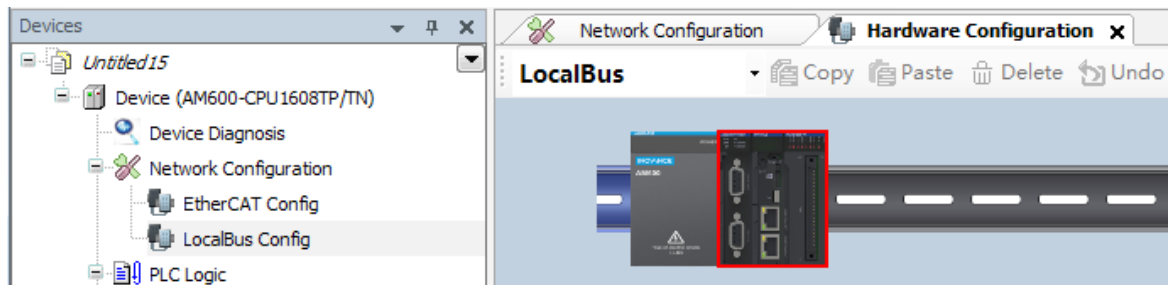 Devices
Untitled15
Device (AM600-CPU1608TP/TN)
Device Diagnosis
Network Configuration
EtherCAT Config
LocalBus Config
PLC Logic
Network Configuration
Hardware Configuration
LocalBus
Copy Paste Delete Undo
INOVANCE
AM600